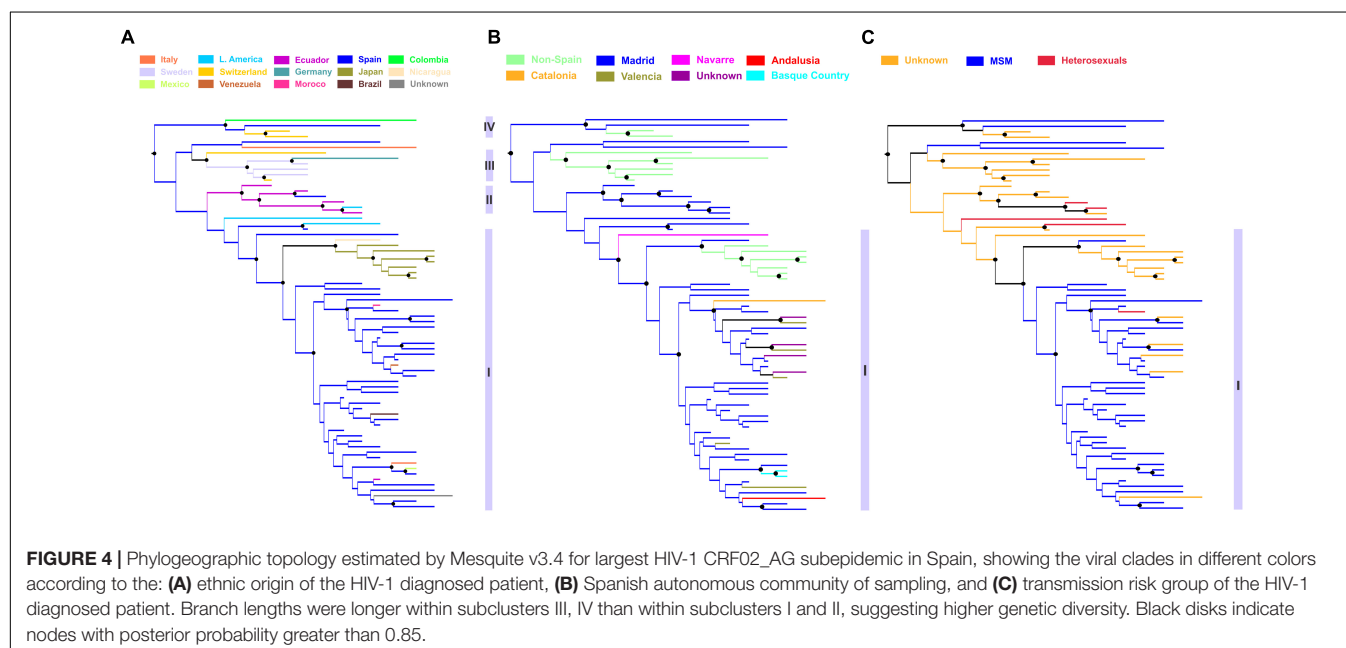 A
B
C
Italy L. America Ecuador Spain Colombia
Sweden Switzerland Germany Japan Nicaragua
Mexico Venezuela Moroco Brazil Unknown
Non-Spain Madrid Navarre Andalusia
Catalonia Valencia Unknown Basque Country
Unknown MSM Heterosexuals
IV
III
II
I
I
I
FIGURE 4 | Phylogeographic topology estimated by Mesquite v3.4 for largest HIV-1 CRF02_AG subepidemic in Spain, showing the viral clades in different colors
according to the: (A) ethnic origin of the HIV-1 diagnosed patient, (B) Spanish autonomous community of sampling, and (C) transmission risk group of the HIV-1
diagnosed patient. Branch lengths were longer within subclusters III, IV than within subclusters I and II, suggesting higher genetic diversity. Black disks indicate
nodes with posterior probability greater than 0.85.